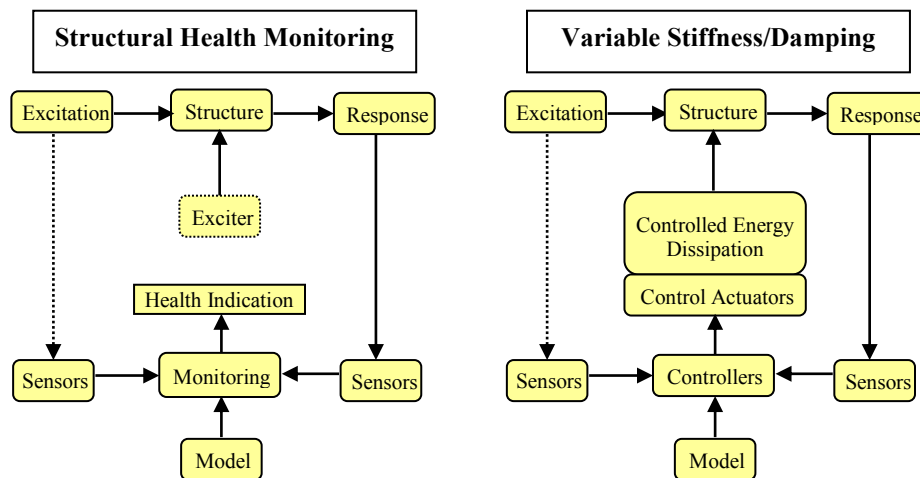 Structural Health Monitoring
Excitation
Structure
Response
Exciter
Health Indication
Sensors
Monitoring
Sensors
Model
Variable Stiffness/Damping
Excitation
Structure
Response
Controlled Energy
Dissipation
Control Actuators
Sensors
Controllers
Sensors
Model